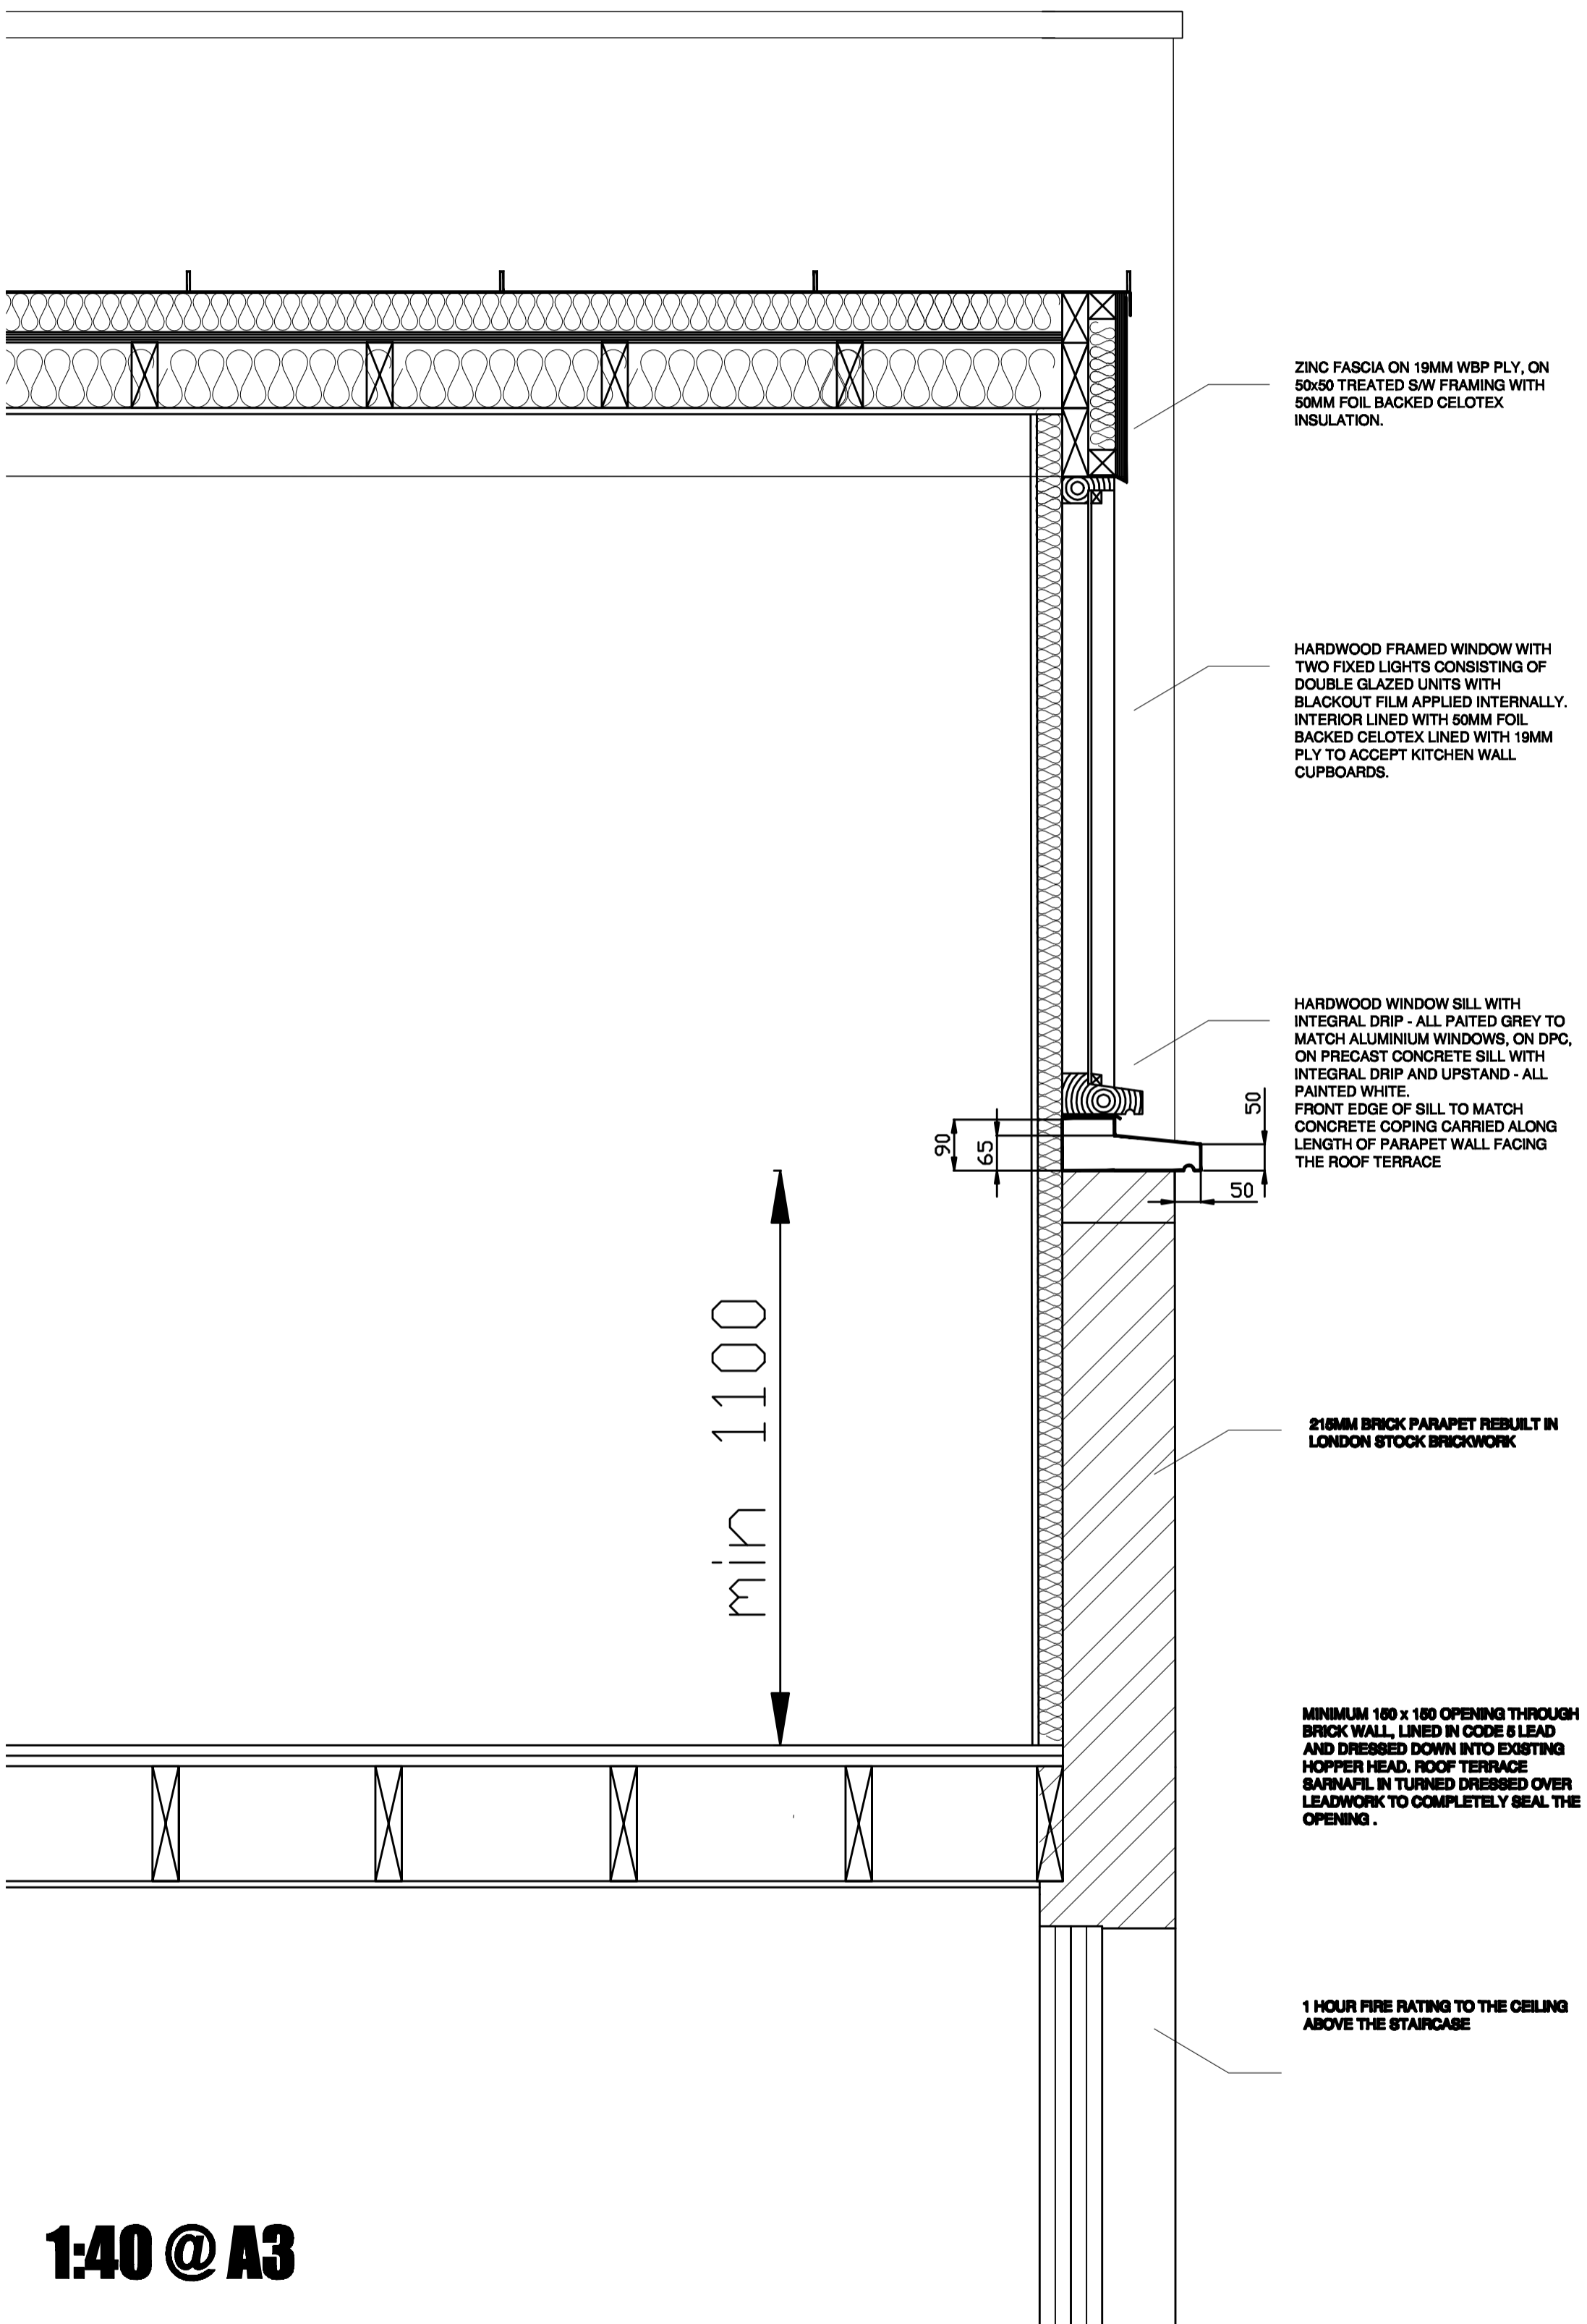 ZINC FASCIA ON 19MM WBP PLY, ON
50x50 TREATED S/W FRAMING WITH
50MM FOIL BACKED CELOTEX
INSULATION.
HARDWOOD FRAMED WINDOW WITH
TWO FIXED LIGHTS CONSISTING OF
DOUBLE GLAZED UNITS WITH
BLACKOUT FILM APPLIED INTERNALLY.
INTERIOR LINED WITH 50MM FOIL
BACKED CELOTEX LINED WITH 19MM
PLY TO ACCEPT KITCHEN WALL
CUPBOARDS.
HARDWOOD WINDOW SILL WITH
INTEGRAL DRIP - ALL PAITED GREY TO
MATCH ALUMINIUM WINDOWS, ON DPC,
ON PRECAST CONCRETE SILL WITH
INTEGRAL DRIP AND UPSTAND - ALL
PAINTED WHITE.
FRONT EDGE OF SILL TO MATCH
CONCRETE COPING CARRIED ALONG
LENGTH OF PARAPET WALL FACING
THE ROOF TERRACE
90
65
50
50
min 1100
215MM BRICK PARAPET REBUILT IN
LONDON STOCK BRICKWORK
MINIMUM 150 x 150 OPENING THROUGH
BRICK WALL, LINED IN CODE 5 LEAD
AND DRESSED DOWN INTO EXISTING
HOPPER HEAD. ROOF TERRACE
SARNAFIL IN TURNED DRESSED OVER
LEADWORK TO COMPLETELY SEAL THE
OPENING .
1 HOUR FIRE RATING TO THE CEILING
ABOVE THE STAIRCASE
1:40 @ A3